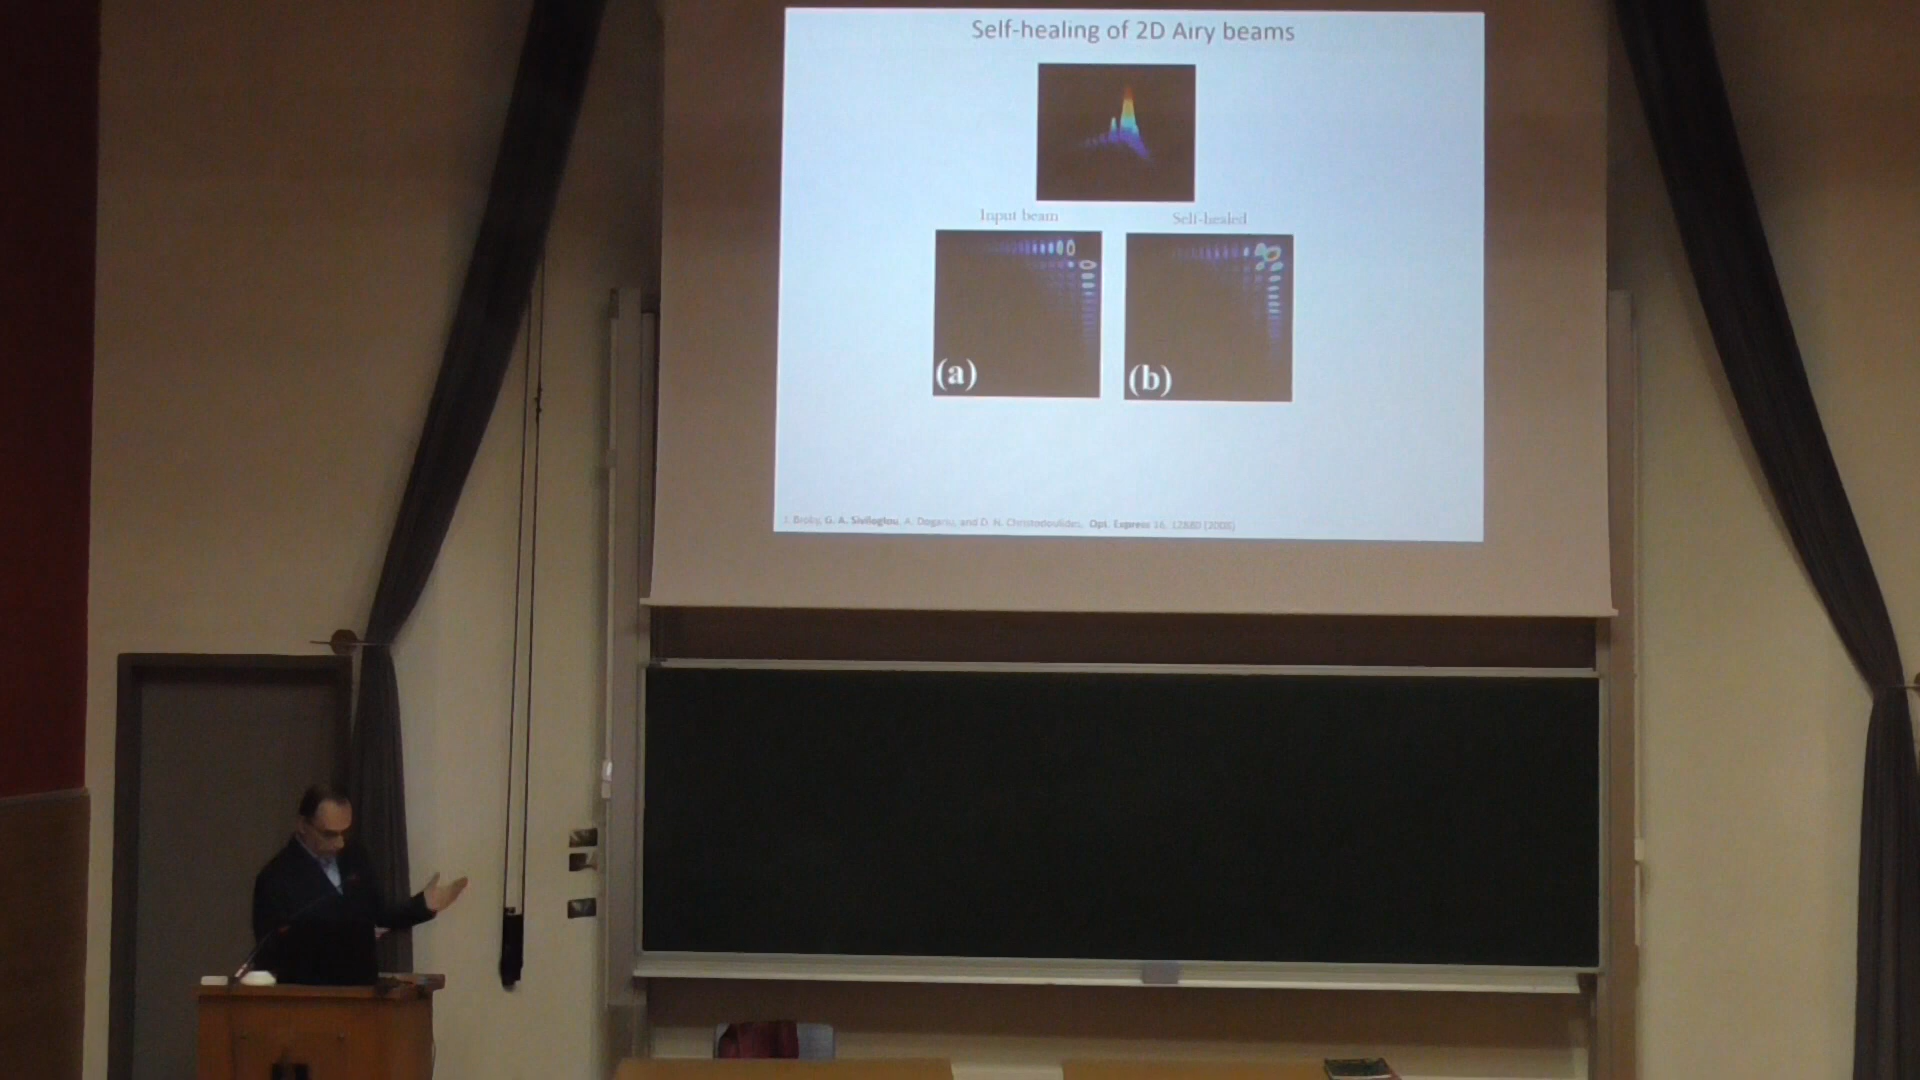 Self-healing of 2D Airy beams
Input beam
Self-healed
(a)
(b)
J. Broky, G. A. Siviloglou, A. Dogariu, and D. N. Christodoulides, Opt. Express 16, 12880 (2008)